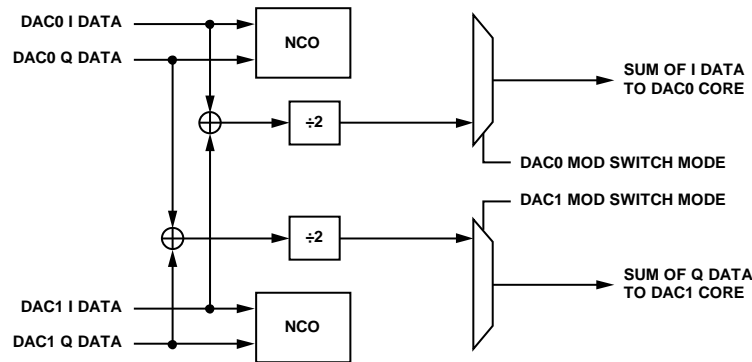 DAC0 I DATA
DAC0 Q DATA
NCO
÷2
SUM OF I DATA
TO DAC0 CORE
DAC0 MOD SWITCH MODE
DAC1 MOD SWITCH MODE
÷2
SUM OF Q DATA
TO DAC1 CORE
DAC1 I DATA
DAC1 Q DATA
NCO